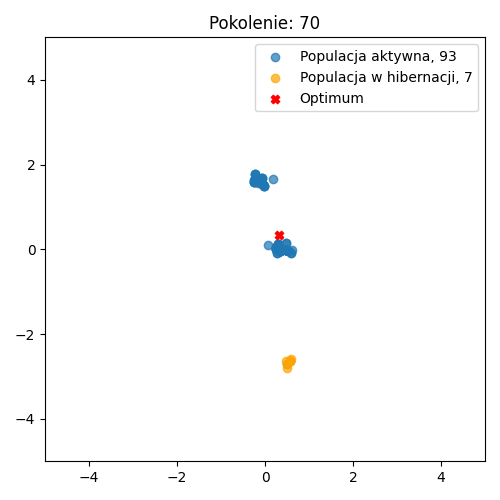 Pokolenie: 70
Populacja aktywna, 93
Populacja w hibernacji, 7
Optimum
4
2
0
−2
−4
−4
−2
0
2
4